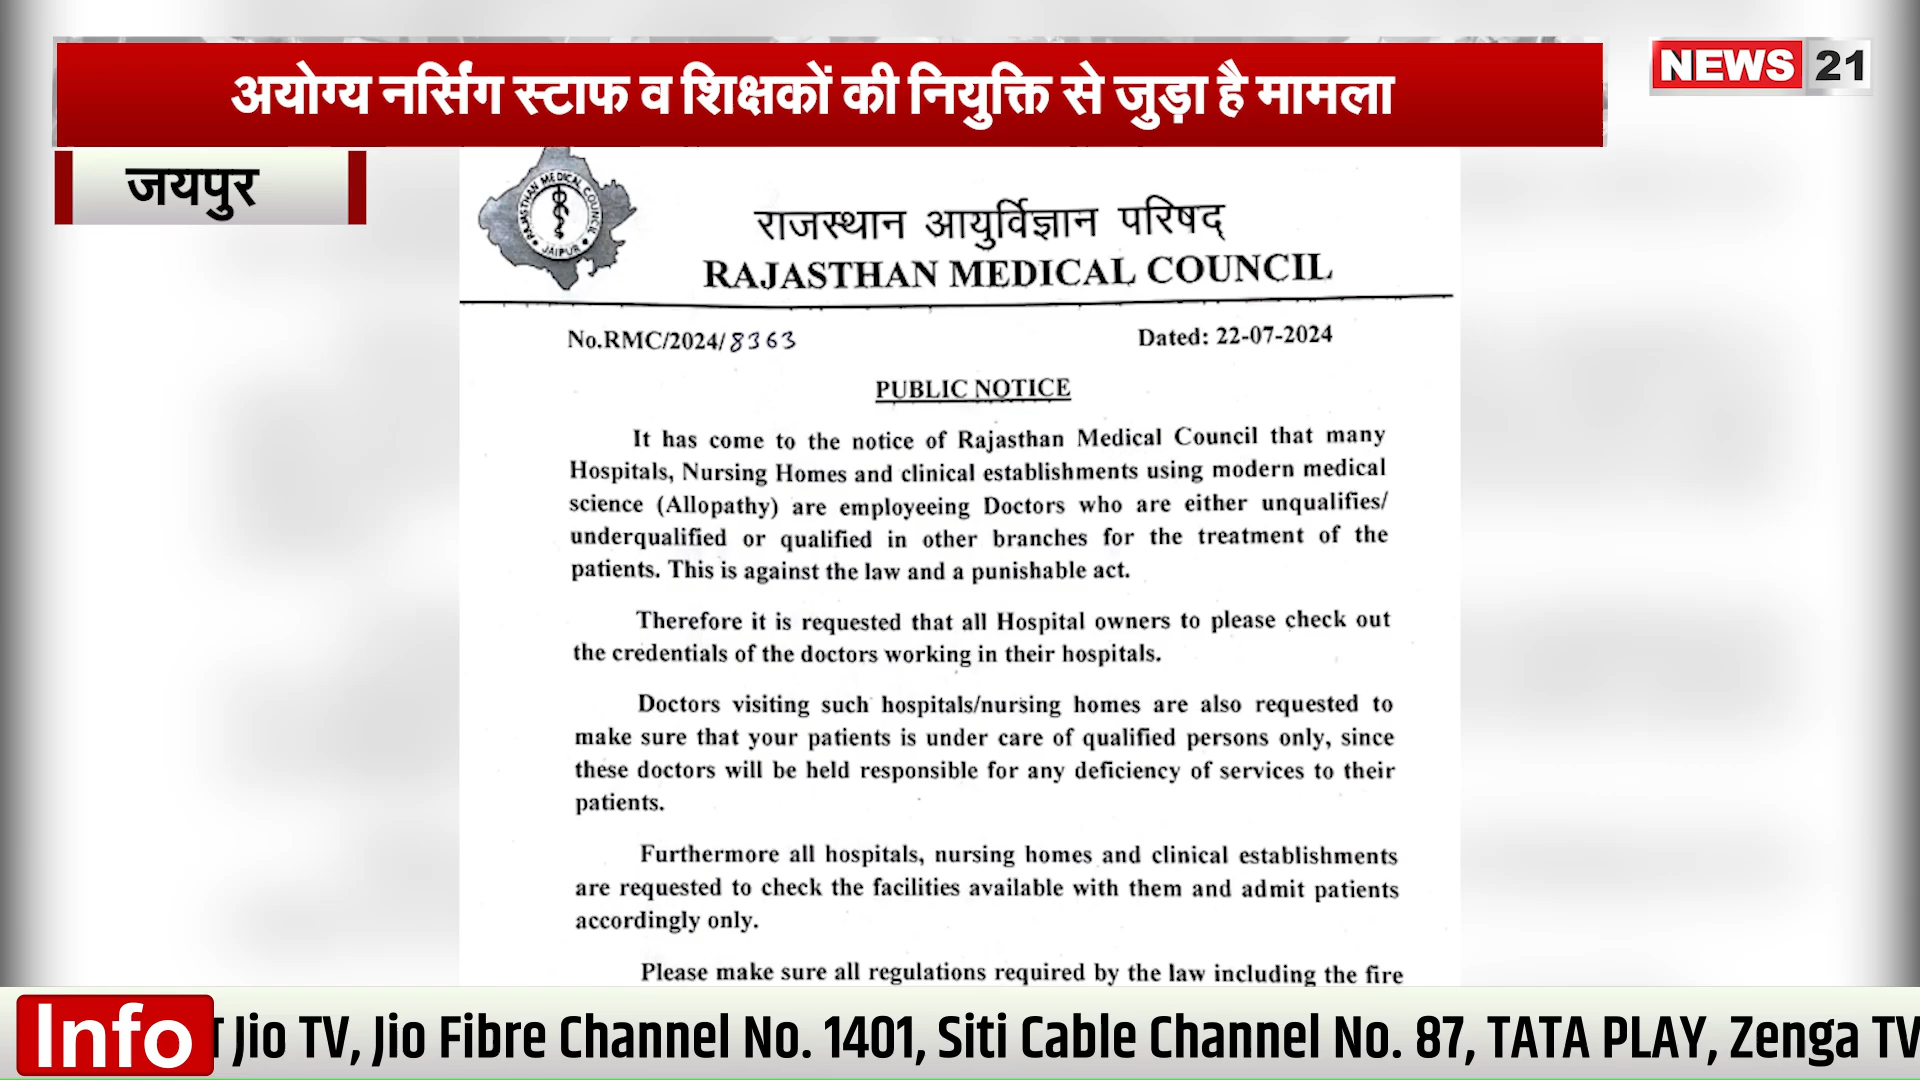 अयोग्य नर्सिंग स्टाफ व शिक्षकों की नियुक्ति से जुड़ा है मामला
NEWS 21
जयपुर
RAJASTHAN MEDICAL COUNCIL
JAIPUR
राजस्थान आयुर्विज्ञान परिषद्
RAJASTHAN MEDICAL COUNCIL
No.RMC/2024/8363
Dated: 22-07-2024
PUBLIC NOTICE
It has come to the notice of Rajasthan Medical Council that many
Hospitals, Nursing Homes and clinical establishments using modern medical
science (Allopathy) are employeeing Doctors who are either unqualifies/
underqualified or qualified in other branches for the treatment of the
patients. This is against the law and a punishable act.
Therefore it is requested that all Hospital owners to please check out
the credentials of the doctors working in their hospitals.
Doctors visiting such hospitals/nursing homes are also requested to
make sure that your patients is under care of qualified persons only, since
these doctors will be held responsible for any deficiency of services to their
patients.
Furthermore all hospitals, nursing homes and clinical establishments
are requested to check the facilities available with them and admit patients
accordingly only.
Please make sure all regulations required by the law including the fire
Info
Jio TV, Jio Fibre Channel No. 1401, Siti Cable Channel No. 87, TATA PLAY, Zenga TV